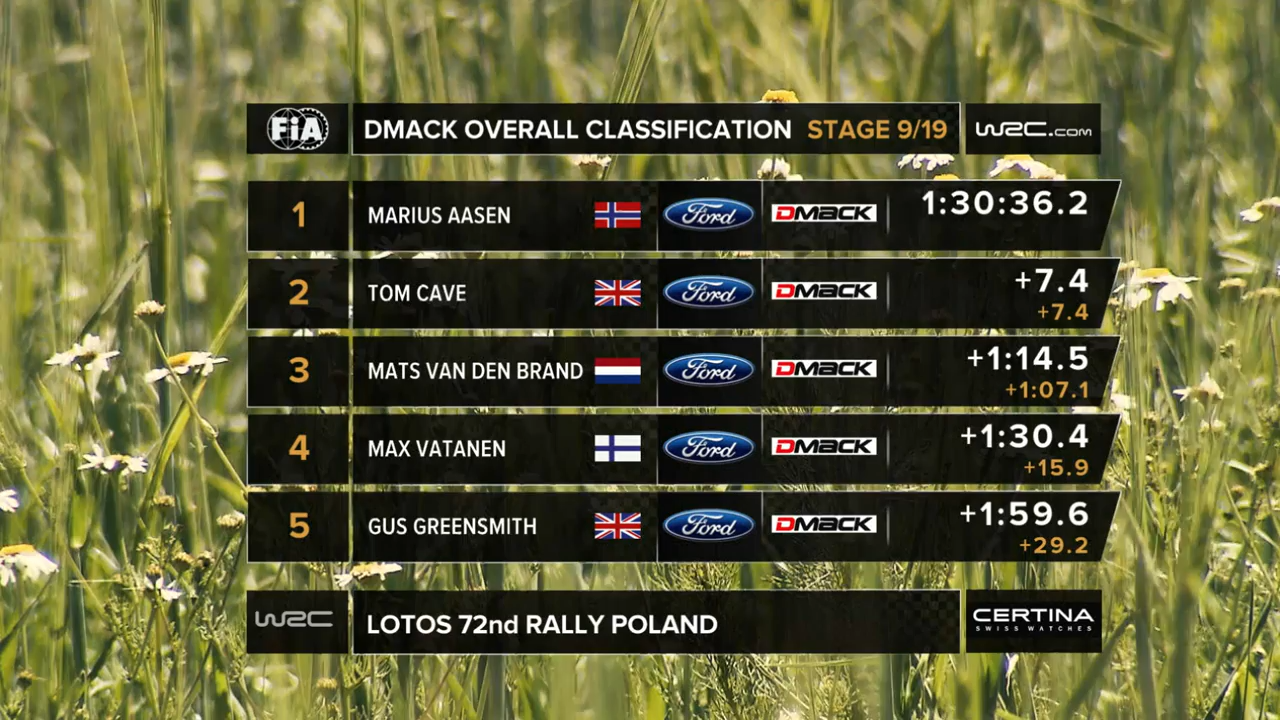 FiA DMACK OVERALL CLASSIFICATION STAGE 9/19 WRC.com
1 MARIUS AASEN Ford DMACK 1:30:36.2
2 TOM CAVE Ford DMACK +7.4
+7.4
3 MATS VAN DEN BRAND Ford DMACK +1:14.5
+1:07.1
4 MAX VATANEN Ford DMACK +1:30.4
+15.9
5 GUS GREENSMITH Ford DMACK +1:59.6
+29.2
WRC LOTOS 72nd RALLY POLAND CERTINA
SWISS WATCHES